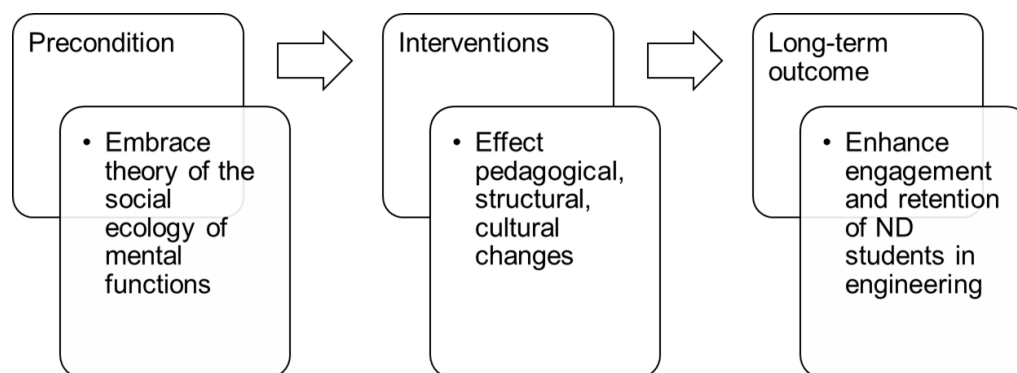 Precondition
• Embrace
theory of the
social
ecology of
mental
functions
Interventions
• Effect
pedagogical,
structural,
cultural
changes
Long-term
outcome
• Enhance
engagement
and retention
of ND
students in
engineering